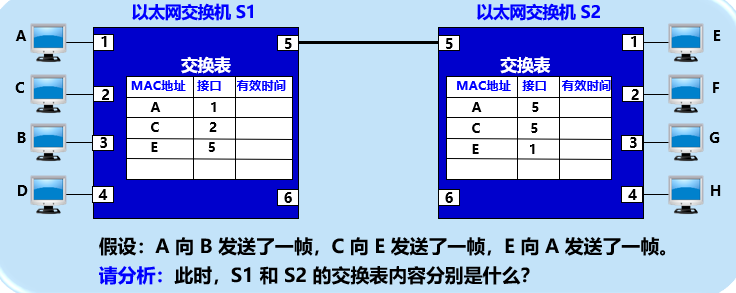 以太网交换机 S1 以太网交换机 S2
A 1 5 5 1 E
交换表 交换表
MAC地址 接口 有效时间 MAC地址 接口 有效时间
C 2 A 1 A 5 2 F
C 2 C 5
B 3 E 5 E 1 3 G
D 4 6 6 4 H
假设：A 向 B 发送了一帧，C 向 E 发送了一帧，E 向 A 发送了一帧。
请分析：此时，S1 和 S2 的交换表内容分别是什么？